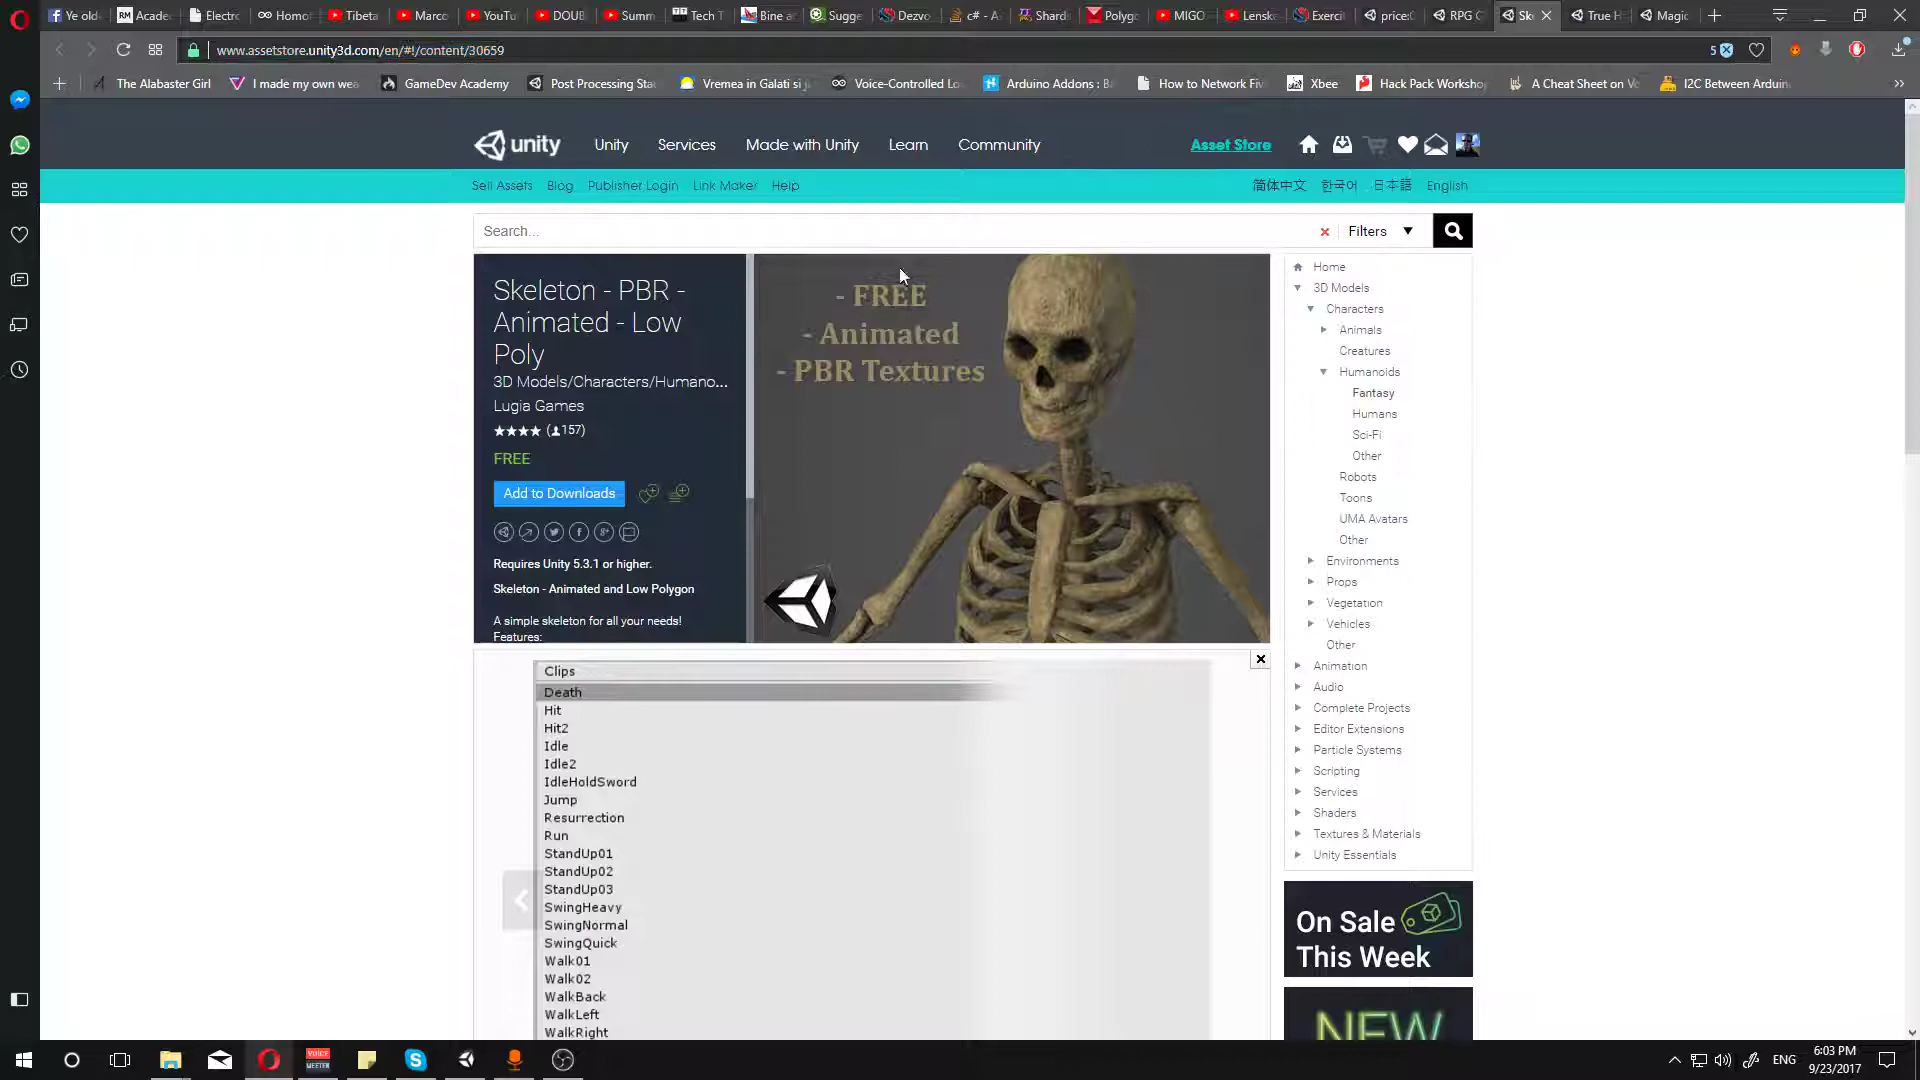 Ye old
RM Acade
Electro
Homof
Tibeta
Marco
YouTu
DOUB
Summ
TT Tech T
Bine ar
Sugge
Dezvo
c# - A
Shard
Polyg
MIGO
Lensk
Exerci
price:0
RPG C
Sk
True H
Magic
www.assetstore.unity3d.com/en/#!/content/30659
5
The Alabaster Girl
I made my own wea
GameDev Academy
Post Processing Sta
Vremea in Galati si j
Voice-Controlled Lo
Arduino Addons : B
How to Network Fiv
Xbee
Hack Pack Worksho
A Cheat Sheet on Vo
I2C Between Arduin
unity
Unity
Services
Made with Unity
Learn
Community
Asset Store
Sell Assets
Blog
Publisher Login
Link Maker
Help
简体中文
한국어
日本語
English
Search...
Filters
Skeleton - PBR -
Animated - Low
Poly
3D Models/Characters/Humano...
Lugia Games
(157)
FREE
Add to Downloads
Requires Unity 5.3.1 or higher.
Skeleton - Animated and Low Polygon
A simple skeleton for all your needs!
Features:
- FREE
- Animated
- PBR Textures
Clips
Death
Hit
Hit2
Idle
Idle2
IdleHoldSword
Jump
Resurrection
Run
StandUp01
StandUp02
StandUp03
SwingHeavy
SwingNormal
SwingQuick
Walk01
Walk02
WalkBack
WalkLeft
WalkRight
Home
3D Models
Characters
Animals
Creatures
Humanoids
Fantasy
Humans
Sci-Fi
Other
Robots
Toons
UMA Avatars
Other
Environments
Props
Vegetation
Vehicles
Other
Animation
Audio
Complete Projects
Editor Extensions
Particle Systems
Scripting
Services
Shaders
Textures & Materials
Unity Essentials
On Sale
This Week
NEW
VOICE
MEETER
ENG
6:03 PM
9/23/2017